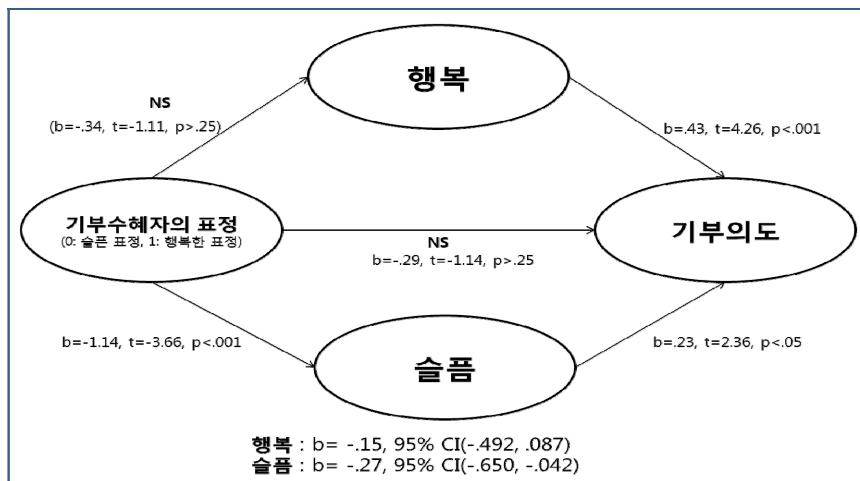 행복
NS
(b=-.34, t=-1.11, p>.25)
b=.43, t=4.26, p<.001
기부수혜자의 표정
(0: 슬픈 표정, 1: 행복한 표정)
기부의도
NS
b=-.29, t=-1.14, p>.25
b=-1.14, t=-3.66, p<.001
b=.23, t=2.36, p<.05
슬픔
행복 : b= -.15, 95% CI(-.492, .087)
슬픔 : b= -.27, 95% CI(-.650, -.042)